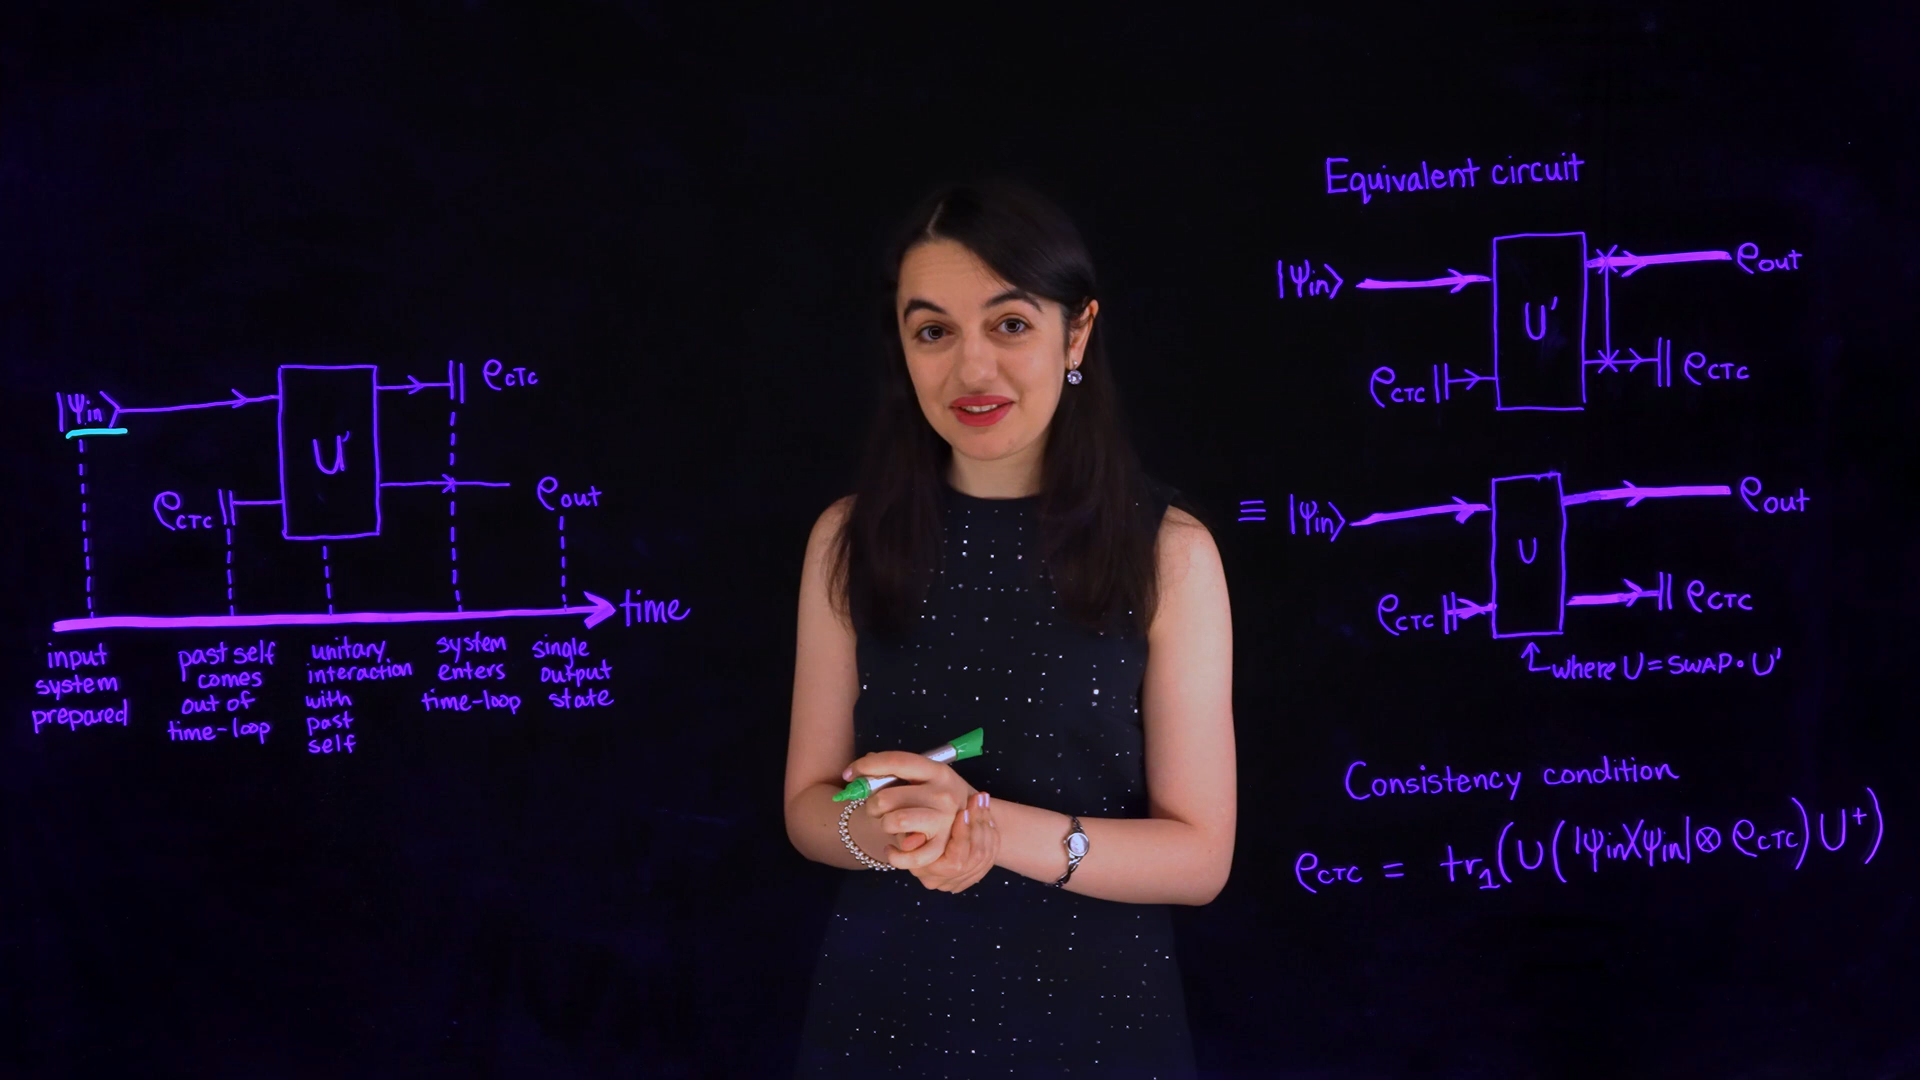 |ψin⟩
ρCTC
U'
ρCTC
ρout
time
input
system
prepared
past self
comes
out of
time-loop
unitary
interaction
with
past
self
system
enters
time-loop
single
output
state
Equivalent circuit
|ψin⟩
U'
ρout
ρCTC
ρCTC
≡ |ψin⟩
U
ρout
ρCTC
ρCTC
where U = SWAP • U'
Consistency condition
ρCTC = tr₁(U(|ψin⟩⟨ψin| ⊗ ρCTC)U†)